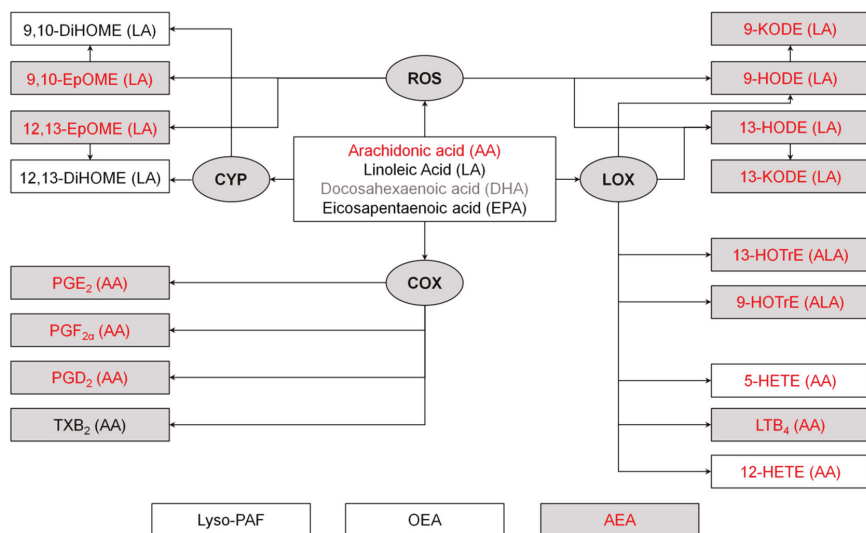 9,10-DiHOME (LA)
9,10-EpOME (LA)
12,13-EpOME (LA)
12,13-DiHOME (LA)
ROS
CYP
Arachidonic acid (AA)
Linoleic Acid (LA)
Docosahexaenoic acid (DHA)
Eicosapentaenoic acid (EPA)
LOX
COX
9-KODE (LA)
9-HODE (LA)
13-HODE (LA)
13-KODE (LA)
PGE₂ (AA)
PGF₂α (AA)
PGD₂ (AA)
TXB₂ (AA)
13-HOTrE (ALA)
9-HOTrE (ALA)
5-HETE (AA)
LTB₄ (AA)
12-HETE (AA)
Lyso-PAF
OEA
AEA